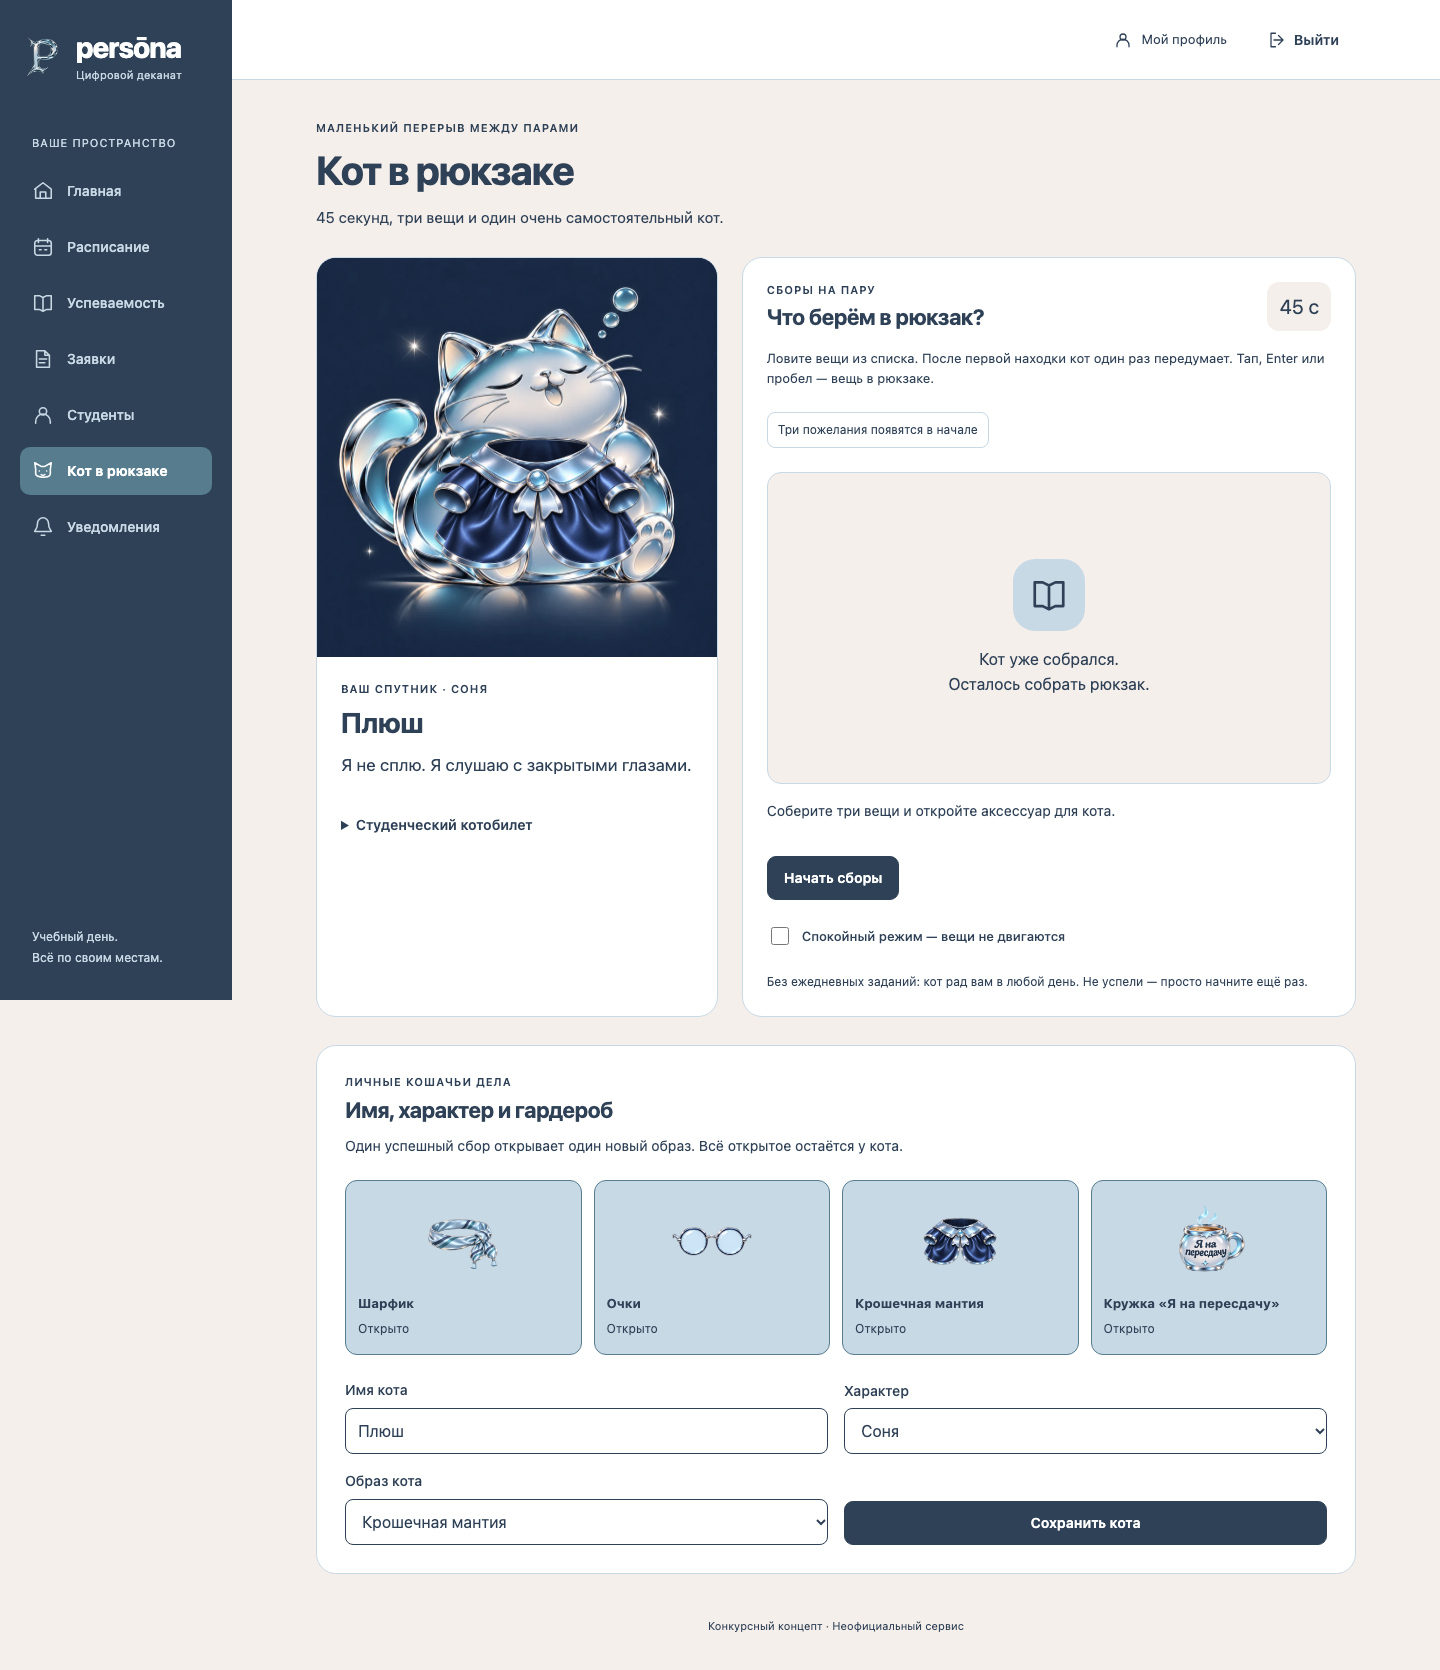 persōna
Цифровой деканат
ВАШЕ ПРОСТРАНСТВО
Главная
Расписание
Успеваемость
Заявки
Студенты
Кот в рюкзаке
Уведомления
Учебный день.
Всё по своим местам.
Мой профиль
Выйти
МАЛЕНЬКИЙ ПЕРЕРЫВ МЕЖДУ ПАРАМИ
Кот в рюкзаке
45 секунд, три вещи и один очень самостоятельный кот.
ВАШ СПУТНИК · СОНЯ
Плюш
Я не сплю. Я слушаю с закрытыми глазами.
Студенческий котобилет
СБОРЫ НА ПАРУ
Что берём в рюкзак?
45 с
Ловите вещи из списка. После первой находки кот один раз передумает. Тап, Enter или
пробел — вещь в рюкзаке.
Три пожелания появятся в начале
Кот уже собрался.
Осталось собрать рюкзак.
Соберите три вещи и откройте аксессуар для кота.
Начать сборы
Спокойный режим — вещи не двигаются
Без ежедневных заданий: кот рад вам в любой день. Не успели — просто начните ещё раз.
ЛИЧНЫЕ КОШАЧЬИ ДЕЛА
Имя, характер и гардероб
Один успешный сбор открывает один новый образ. Всё открытое остаётся у кота.
Шарфик
Открыто
Очки
Открыто
Крошечная мантия
Открыто
Я на
пересдачу
Кружка «Я на пересдачу»
Открыто
Имя кота
Плюш
Характер
Соня
Образ кота
Крошечная мантия
Сохранить кота
Конкурсный концепт · Неофициальный сервис